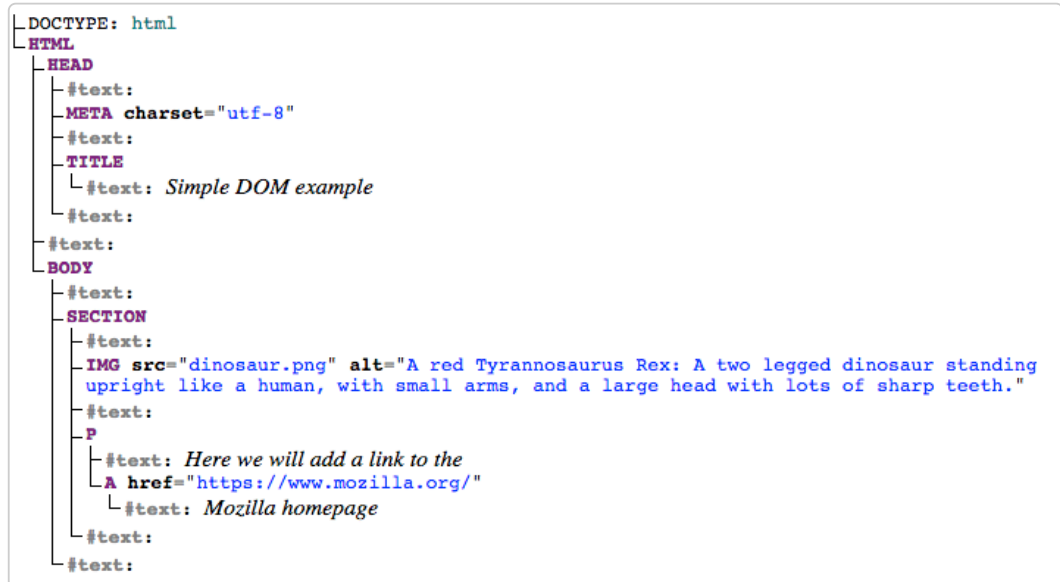 DOCTYPE: html
HTML
HEAD
#text:
META charset="utf-8"
#text:
TITLE
#text: Simple DOM example
#text:
#text:
BODY
#text:
SECTION
#text:
IMG src="dinosaur.png" alt="A red Tyrannosaurus Rex: A two legged dinosaur standing
upright like a human, with small arms, and a large head with lots of sharp teeth."
#text:
P
#text: Here we will add a link to the
A href="https://www.mozilla.org/"
#text: Mozilla homepage
#text:
#text: